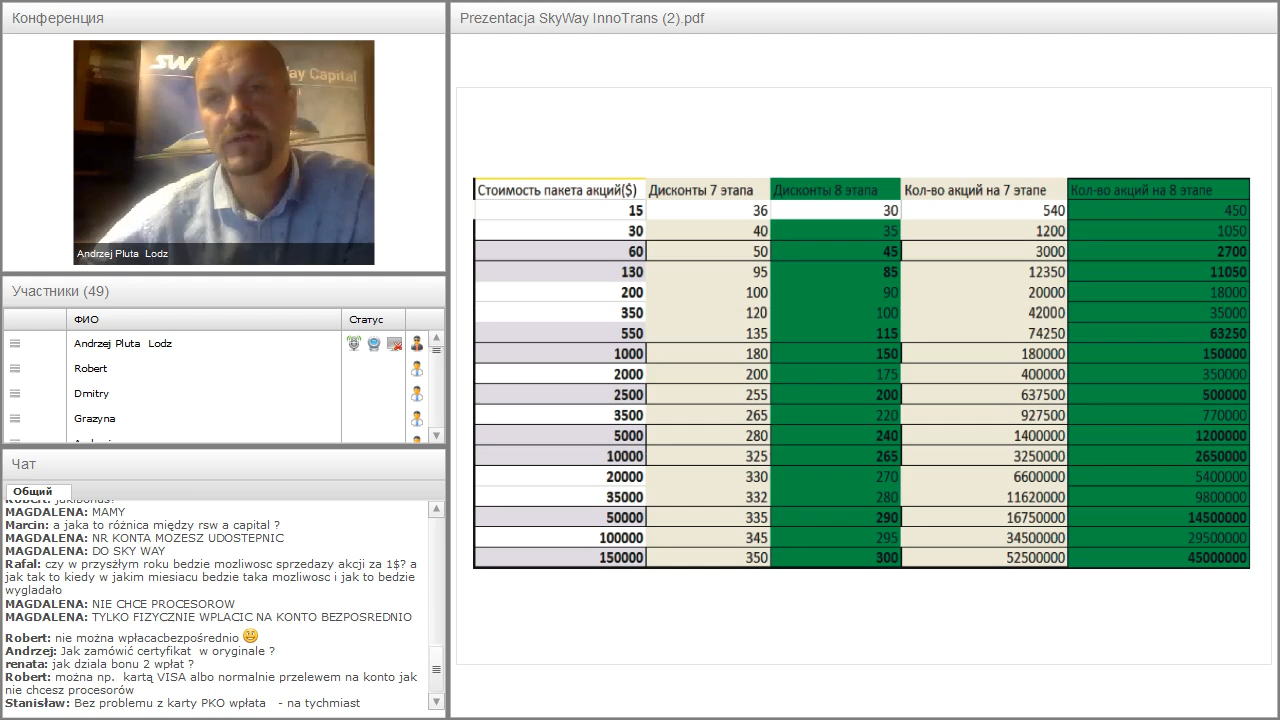 Конференция
SW
ay Capital
Andrzej Pluta Lodz
Участники (49)
ФИО Статус
Andrzej Pluta Lodz
Robert
Dmitry
Grazyna
Чат
Общий
MAGDALENA: MAMY
Marcin: a jaka to różnica między rsw a capital ?
MAGDALENA: NR KONTA MOZESZ UDOSTEPNIC
MAGDALENA: DO SKY WAY
Rafal: czy w przysżłym roku bedzie mozliwosc sprzedazy akcji za 1$? a
jak tak to kiedy w jakim miesiacu bedzie taka mozliwosc i jak to bedzie
wygladało
MAGDALENA: NIE CHCE PROCESOROW
MAGDALENA: TYLKO FIZYCZNIE WPLACIC NA KONTO BEZPOSREDNIO
Robert: nie można wpłacacbezpośrednio
Andrzej: Jak zamówić certyfikat w oryginale ?
renata: jak dziala bonu 2 wpłat ?
Robert: można np. kartą VISA albo normalnie przelewem na konto jak
nie chcesz procesorów
Stanisław: Bez problemu z karty PKO wpłata - na tychmiast
Prezentacja SkyWay InnoTrans (2).pdf
Стоимость пакета акций($) Дисконты 7 этапа Дисконты 8 этапа Кол-во акций на 7 этапе Кол-во акций на 8 этапе
15 36 30 540 450
30 40 35 1200 1050
60 50 45 3000 2700
130 95 85 12350 11050
200 100 90 20000 18000
350 120 100 42000 35000
550 135 115 74250 63250
1000 180 150 180000 150000
2000 200 175 400000 350000
2500 255 200 637500 500000
3500 265 220 927500 770000
5000 280 240 1400000 1200000
10000 325 265 3250000 2650000
20000 330 270 6600000 5400000
35000 332 280 11620000 9800000
50000 335 290 16750000 14500000
100000 345 295 34500000 29500000
150000 350 300 52500000 45000000